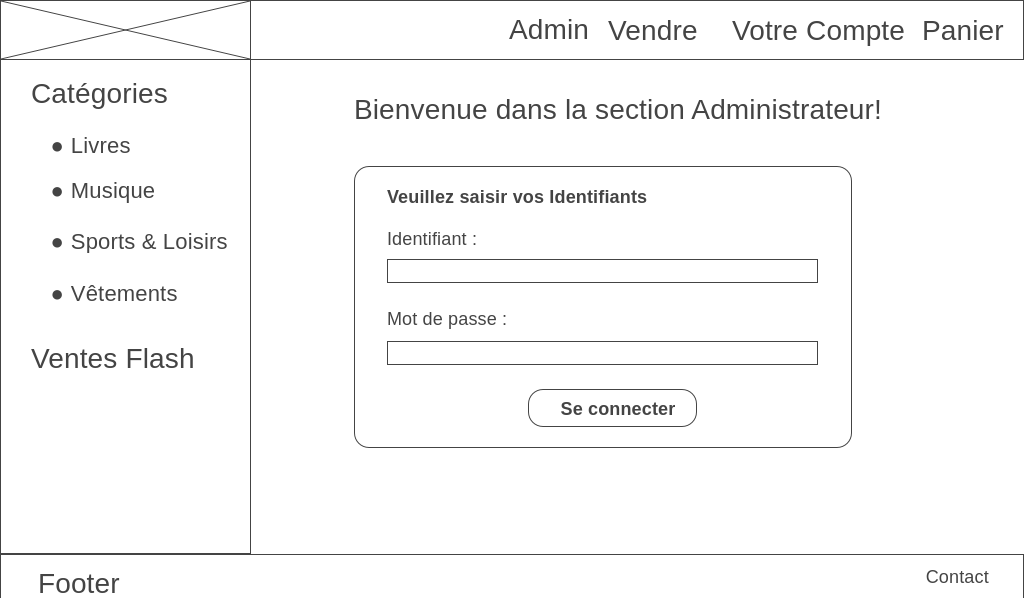 Admin Vendre Votre Compte Panier
Catégories
● Livres
● Musique
● Sports & Loisirs
● Vêtements
Ventes Flash
Bienvenue dans la section Administrateur!
Veuillez saisir vos Identifiants
Identifiant :
Mot de passe :
Se connecter
Footer
Contact